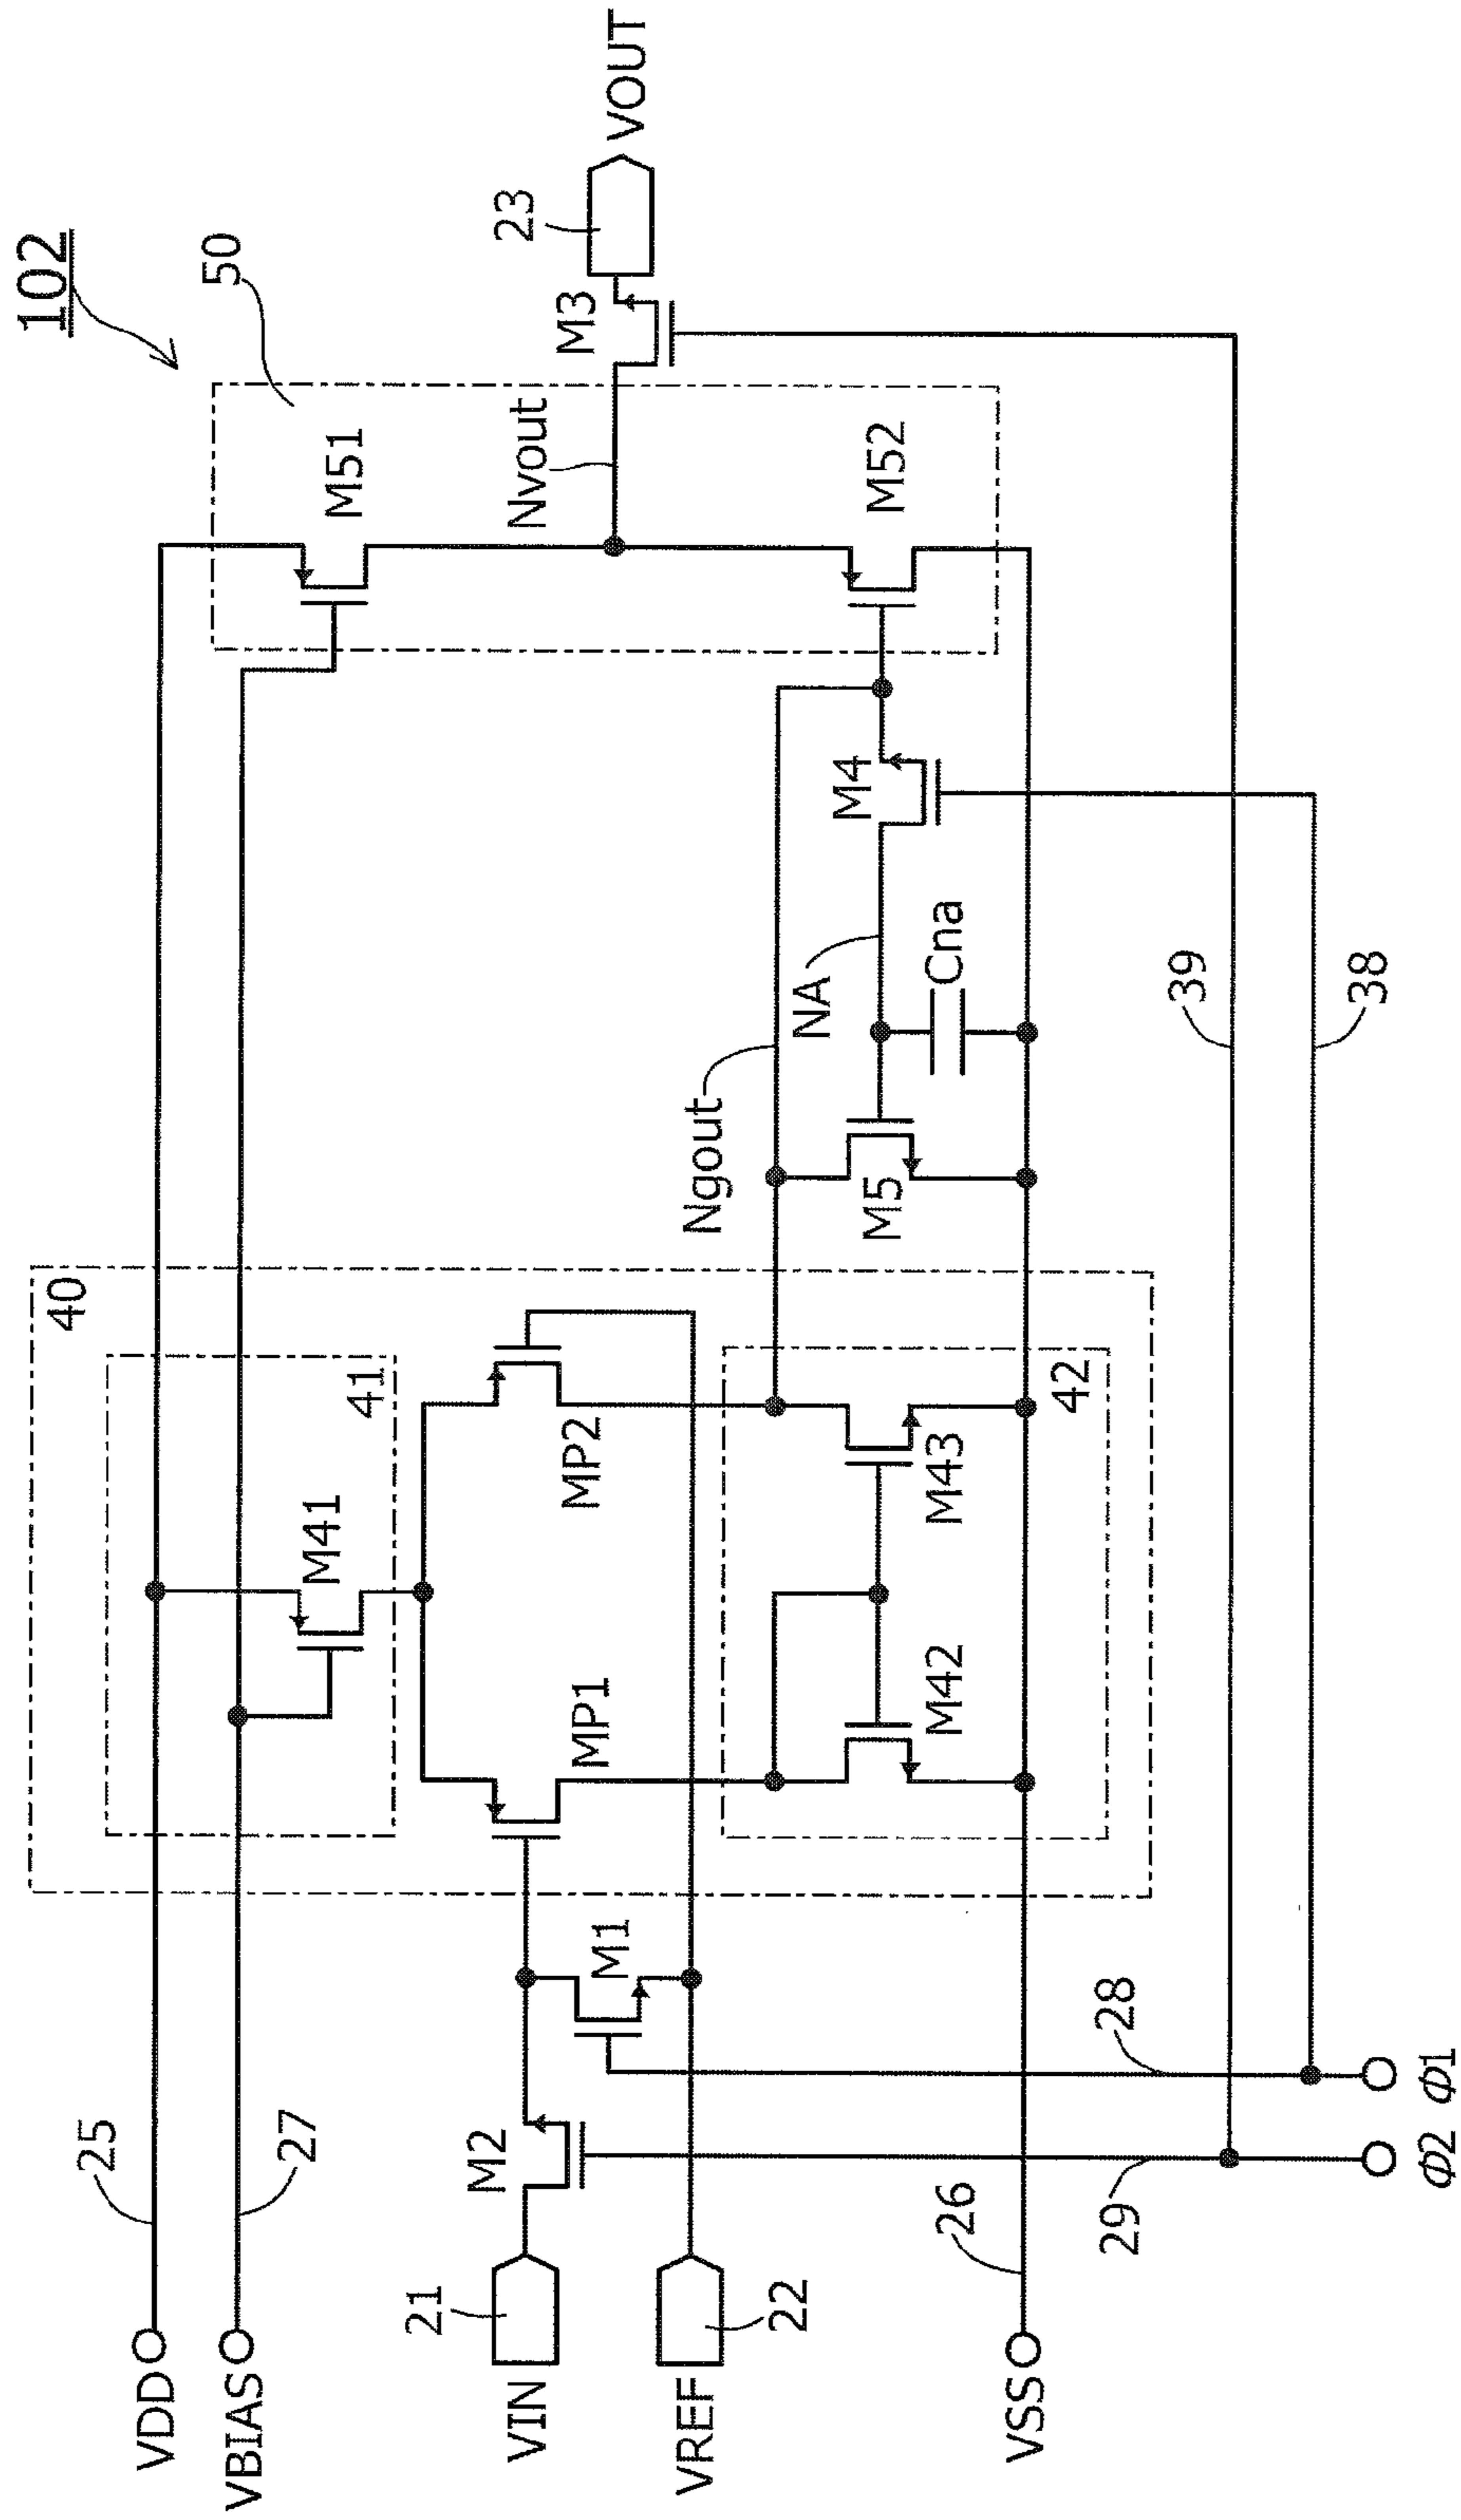 102
40
50
41
M41
M51
25
27
VDD
VBIAS
21
VIN
M2
M1
MP1
MP2
Nvout
M3
23
VOUT
22
VREF
Ngout
NA
M4
M52
M5
Cna
M42
M43
42
26
VSS
29
28
39
38
φ2
φ1